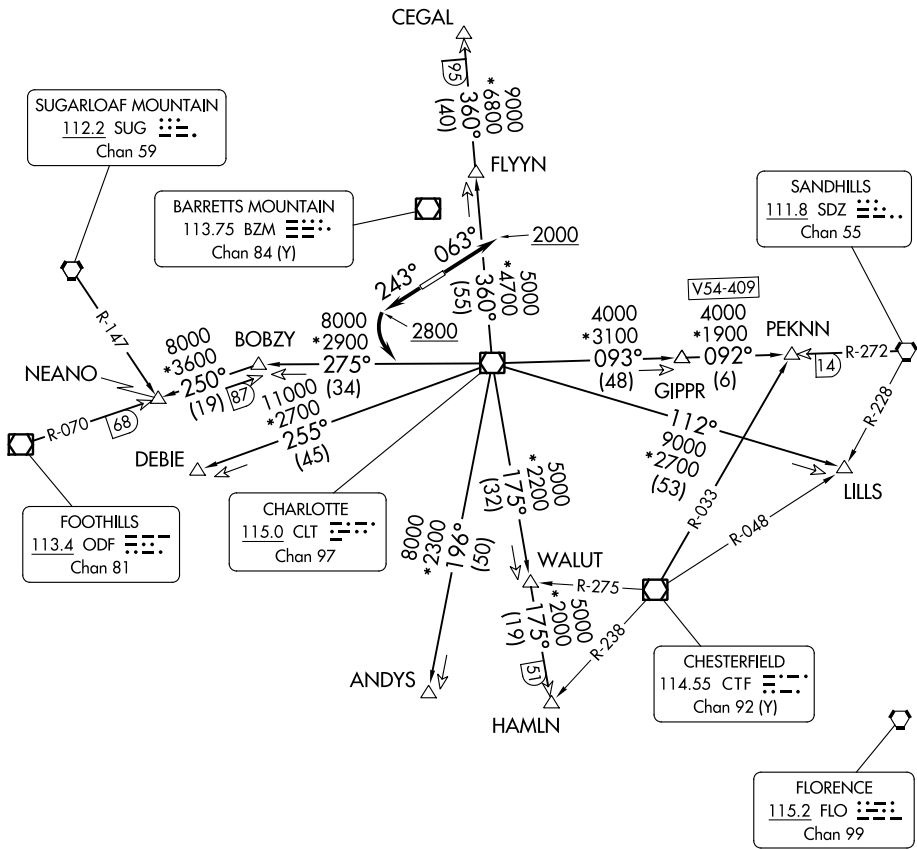 CEGAL
95
360°
(40)
9000
*6800
SUGARLOAF MOUNTAIN
112.2 SUG
Chan 59
FLYYN
BARRETTS MOUNTAIN
113.75 BZM
Chan 84 (Y)
SANDHILLS
111.8 SDZ
Chan 55
243°
063°
2000
2800
5000
*4700
360°
(55)
R-147
8000
*3600
250°
(19)
87
BOBZY
8000
*2900
275°
(34)
4000
*3100
093°
(48)
V54-409
4000
*1900
092°
(6)
GIPPR
PEKNN
14
R-272
R-228
NEANO
R-070
68
11000
*2700
255°
(45)
DEBIE
112°
9000
*2700
(53)
LILLS
FOOTHILLS
113.4 ODF
Chan 81
CHARLOTTE
115.0 CLT
Chan 97
8000
*2300
196°
(50)
5000
*2200
175°
(32)
R-033
R-048
WALUT
R-275
5000
*2000
175°
(19)
51
R-238
ANDYS
HAMLN
CHESTERFIELD
114.55 CTF
Chan 92 (Y)
FLORENCE
115.2 FLO
Chan 99